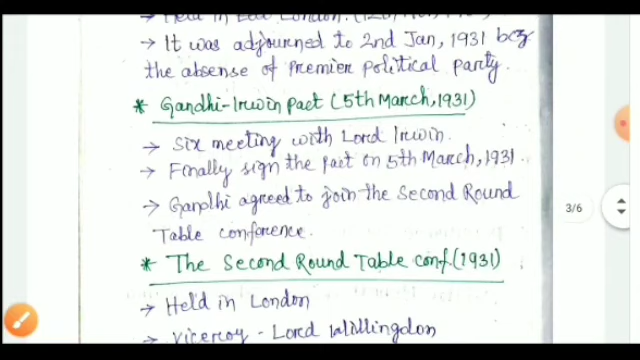 → Held in
→ It was adjourned to 2nd Jan, 1931 bcz
the absense of Premier political party.
* Gandhi-Irwin pact (5th March, 1931)
→ Six meeting with Lord Irwin.
→ Finally sign the pact on 5th March, 1931.
→ Gandhi agreed to join the Second Round
Table conference.
* The Second Round Table conf. (1931)
→ Held in London
→ Viceroy - Lord Willingdon
3/6